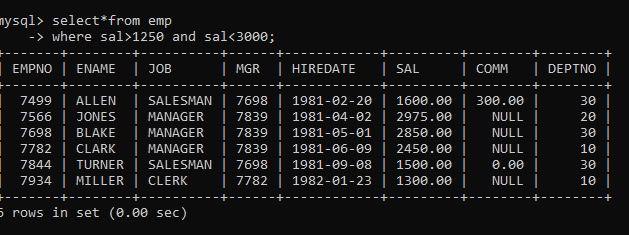 mysql> select*from emp
-> where sal>1250 and sal<3000;
+-------+--------+----------+------+------------+---------+--------+--------+
| EMPNO | ENAME | JOB | MGR | HIREDATE | SAL | COMM | DEPTNO |
+-------+--------+----------+------+------------+---------+--------+--------+
| 7499 | ALLEN | SALESMAN | 7698 | 1981-02-20 | 1600.00 | 300.00 | 30 |
| 7566 | JONES | MANAGER | 7839 | 1981-04-02 | 2975.00 | NULL | 20 |
| 7698 | BLAKE | MANAGER | 7839 | 1981-05-01 | 2850.00 | NULL | 30 |
| 7782 | CLARK | MANAGER | 7839 | 1981-06-09 | 2450.00 | NULL | 10 |
| 7844 | TURNER | SALESMAN | 7698 | 1981-09-08 | 1500.00 | 0.00 | 30 |
| 7934 | MILLER | CLERK | 7782 | 1982-01-23 | 1300.00 | NULL | 10 |
+-------+--------+----------+------+------------+---------+--------+--------+
6 rows in set (0.00 sec)